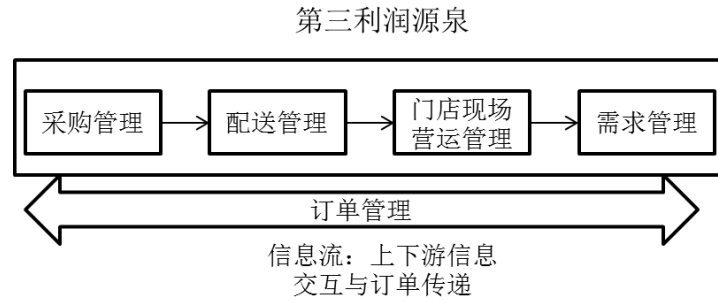 第三利润源泉
采购管理
配送管理
门店现场
营运管理
需求管理
订单管理
信息流：上下游信息
交互与订单传递